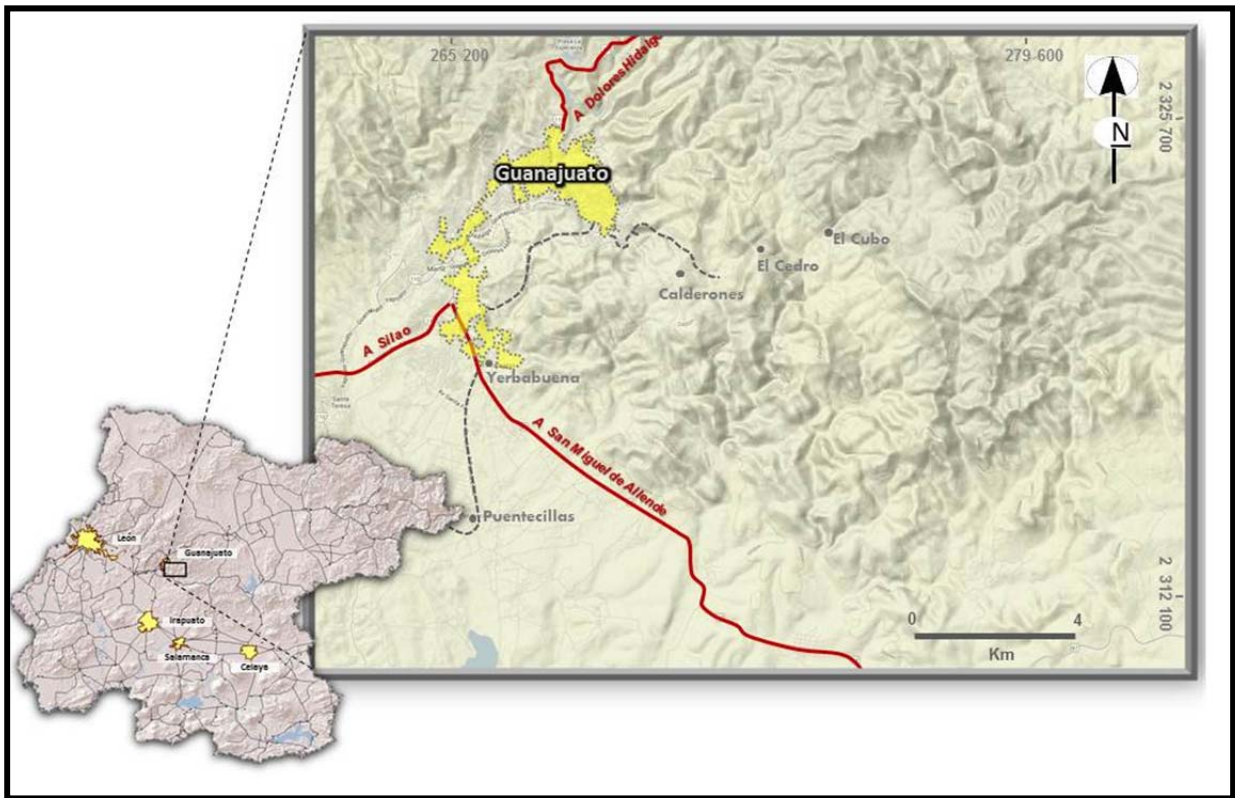 265 200
279 600
A Dolores Hidalgo
N
2 325 700
Guanajuato
El Cubo
El Cedro
Calderones
A Silao
Yerbabuena
A San Miguel de Allende
Puentecillas
2 312 100
0 4
Km
León
Guanajuato
Irapuato
Salamanca
Celaya